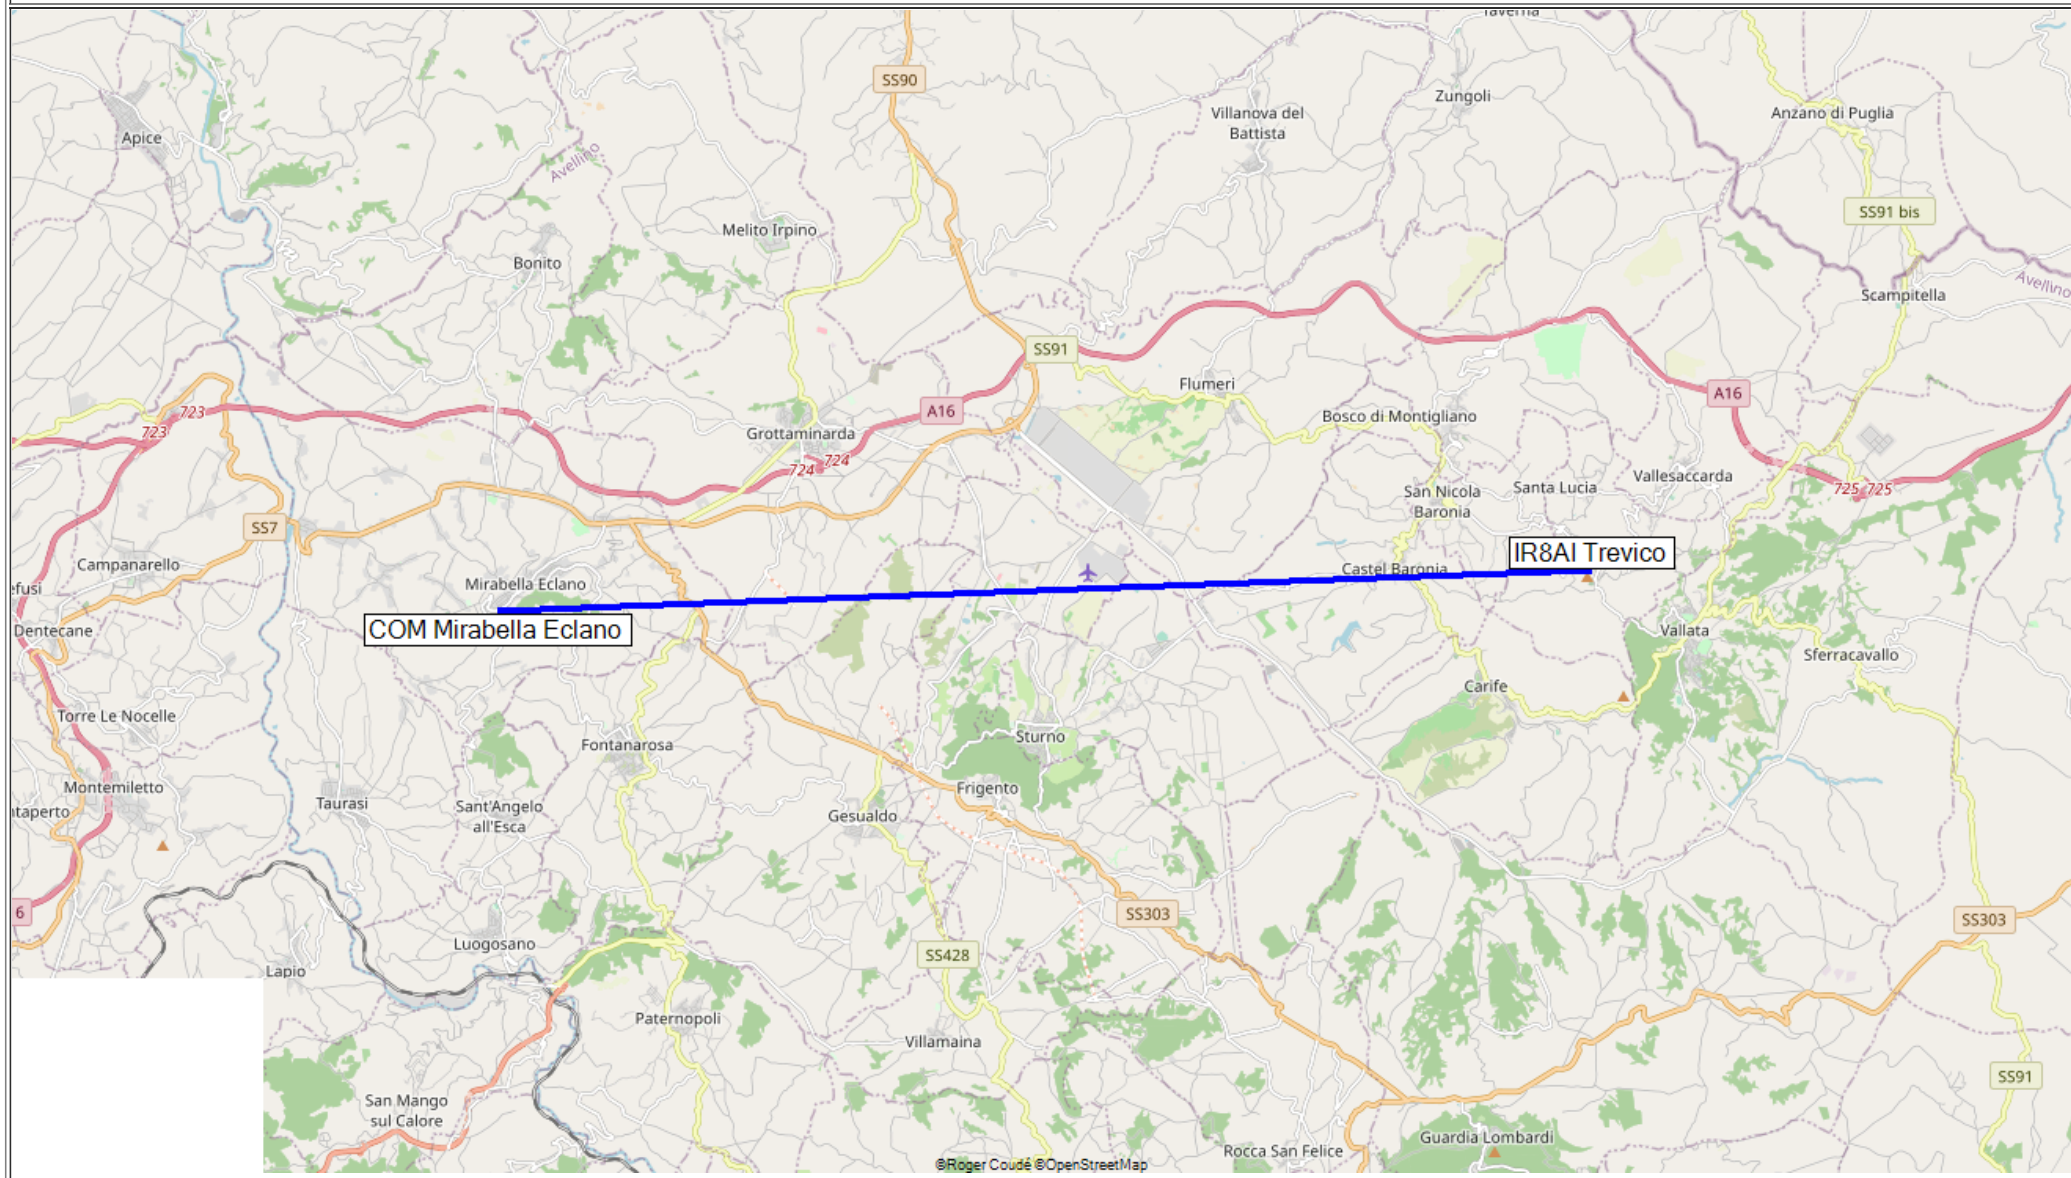 Taverna
SS90
Zungoli
Villanova del
Battista
Anzano di Puglia
Apice
Avellino
SS91 bis
Melito Irpino
Bonito
Avellino
Scampitella
SS91
Flumeri
A16
723
A16
Bosco di Montigliano
723
Grottaminarda
724
724
Vallesaccarda
Santa Lucia
725
725
San Nicola
Baronia
SS7
IR8AI Trevico
Campanarello
Castel Baronia
Mirabella Eclano
efusi
COM Mirabella Eclano
Dentecane
Vallata
Sferracavallo
Carife
Torre Le Nocelle
Sturno
Fontanarosa
Montemiletto
Frigento
Taurasi
Sant'Angelo
all'Esca
ntaperto
Gesualdo
6
SS303
SS303
Luogosano
SS428
Lapio
Paternopoli
Villamaina
SS91
San Mango
sul Calore
Guardia Lombardi
Rocca San Felice
©Roger Coudé ©OpenStreetMap